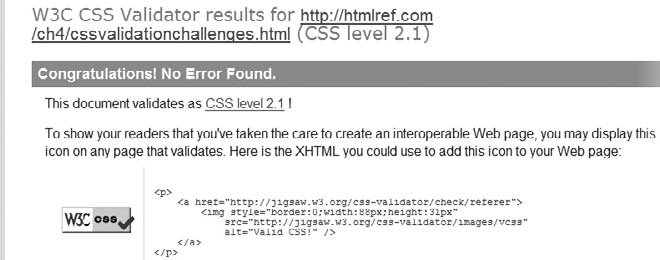 W3C CSS Validator results for http://htmlref.com
/ch4/cssvalidationchallenges.html (CSS level 2.1)
Congratulations! No Error Found.
This document validates as CSS level 2.1 !
To show your readers that you've taken the care to create an interoperable Web page, you may display this
icon on any page that validates. Here is the XHTML you could use to add this icon to your Web page:
W3C css
<p>
<a href="http://jigsaw.w3.org/css-validator/check/referer">
<img style="border:0;width:88px;height:31px"
src="http://jigsaw.w3.org/css-validator/images/vcss"
alt="Valid CSS!" />
</a>
</p>